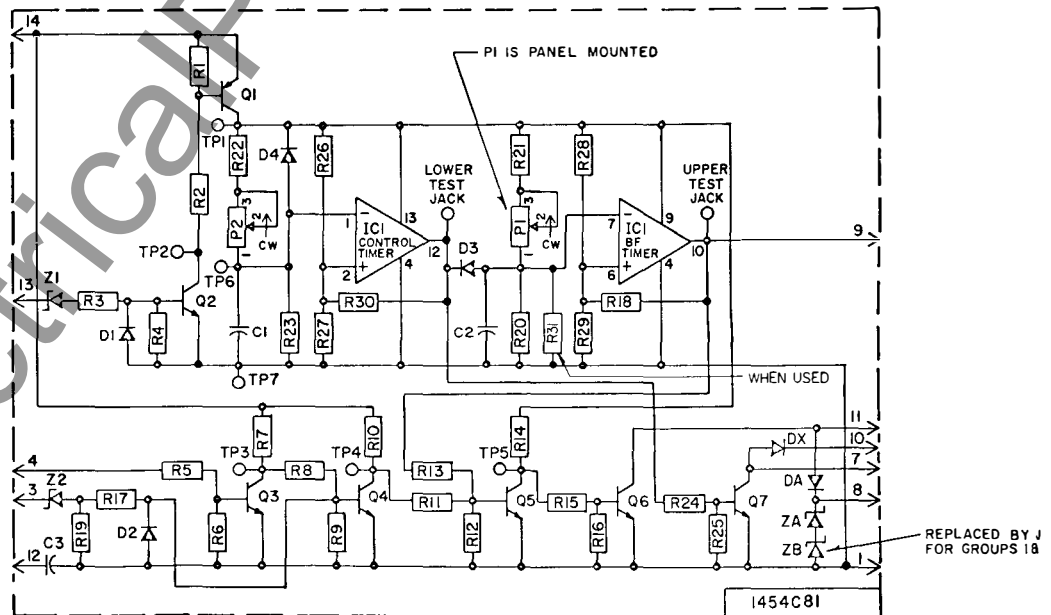 14
P1 IS PANEL MOUNTED
R1
Q1
TP1
R22
D4
R26
LOWER TEST JACK
R21
R28
UPPER TEST JACK
R2
3
P2
2
CW
1
1
2
IC1
CONTROL TIMER
13
12
4
3
P1
2
CW
1
7
6
IC1
BF TIMER
9
10
4
9
TP2
TP6
D3
13
Z1
R3
Q2
D1
R4
C1
R23
R27
R30
C2
R20
R31
R29
R18
TP7
WHEN USED
R7
R10
R14
11
10
7
DX
4
R5
TP3
R8
TP4
R13
TP5
DA
8
3
Z2
R17
Q3
Q4
R11
Q5
R15
Q6
R24
Q7
ZA
R19
D2
R6
R9
R12
R16
R25
ZB
REPLACED BY J
FOR GROUPS 18
12
C3
1
1454C81